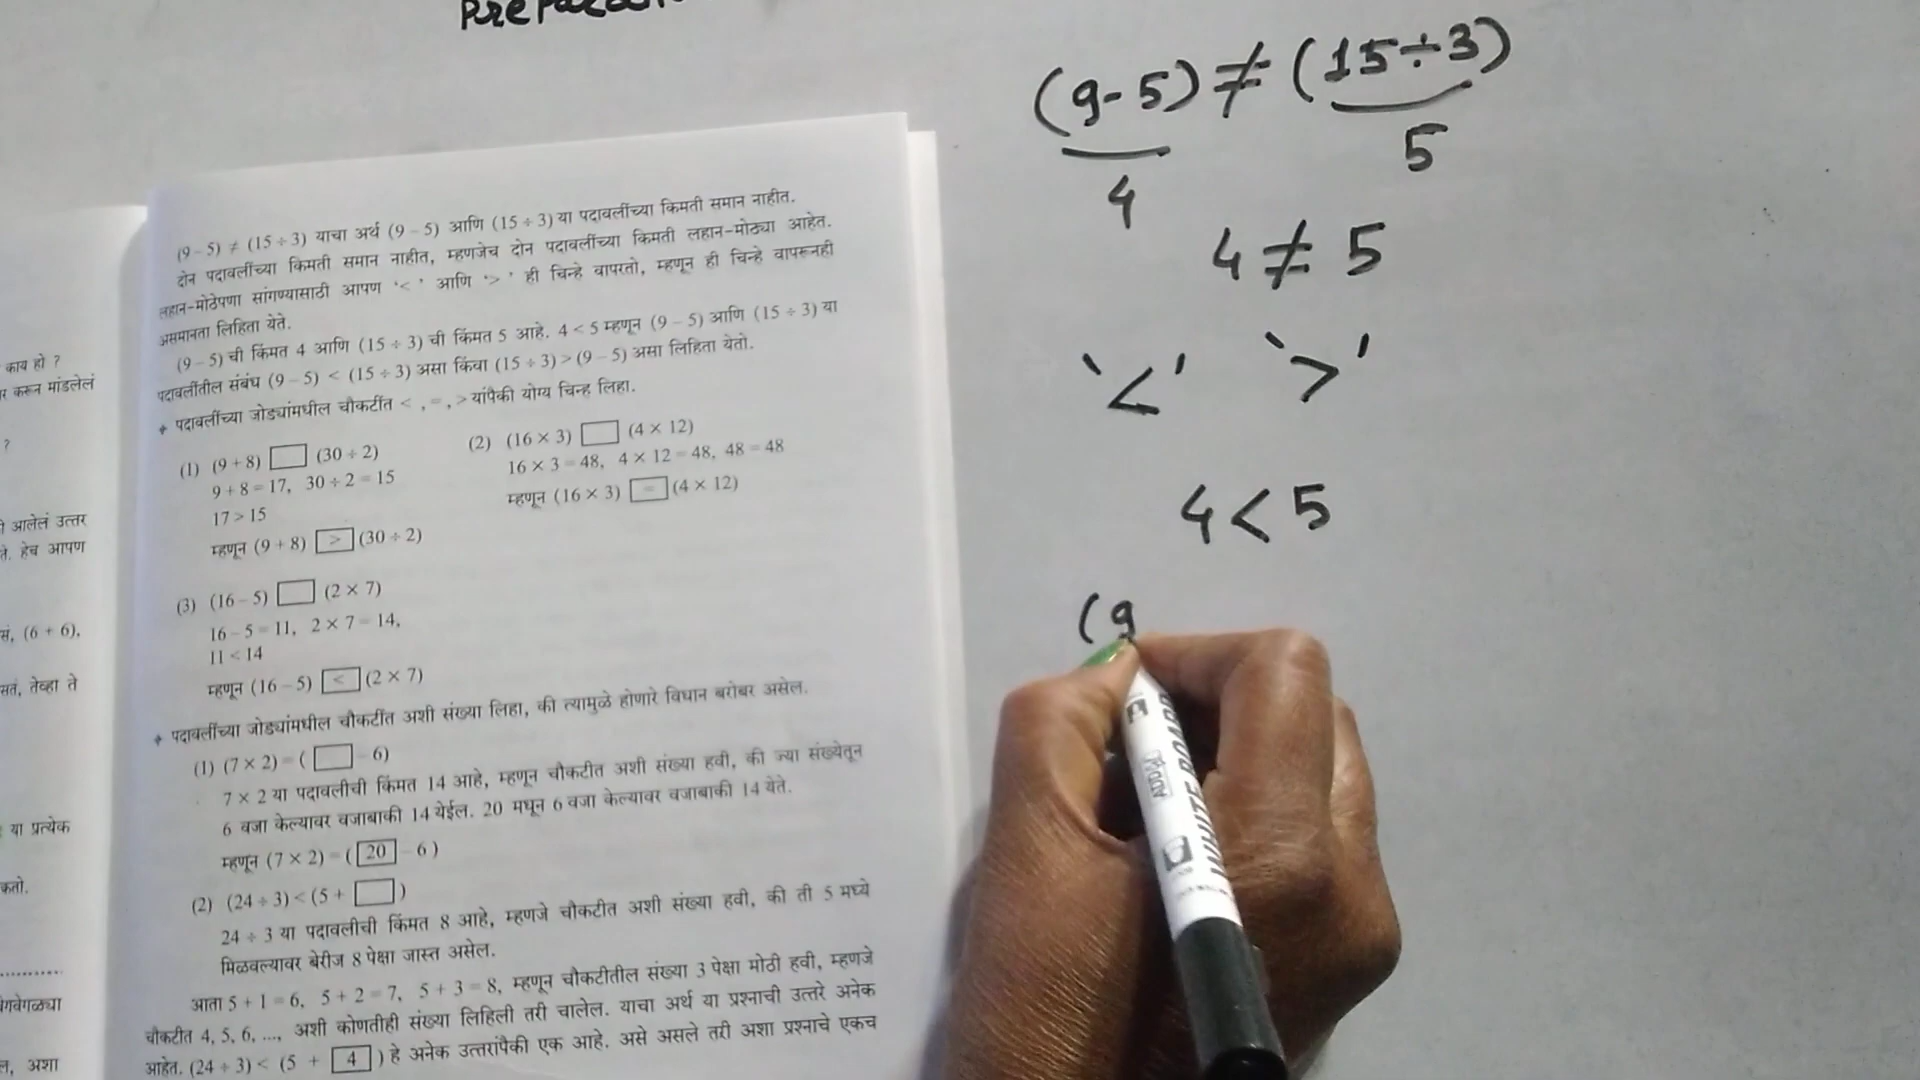 (9 - 5) ≠ (15 ÷ 3)
4 5
4 ≠ 5
'<' '>'
4 < 5
(9
(9 - 5) ≠ (15 ÷ 3) याचा अर्थ (9 - 5) आणि (15 ÷ 3) या पदावलींच्या किमती समान नाहीत.
दोन पदावलींच्या किमती समान नाहीत, म्हणजेच दोन पदावलींच्या किमती लहान-मोठ्या आहेत.
लहान-मोठेपणा सांगण्यासाठी आपण '<' आणि '>' ही चिन्हे वापरतो, म्हणून ही चिन्हे वापरूनही
असमानता लिहिता येते.
(9 - 5) ची किंमत 4 आणि (15 ÷ 3) ची किंमत 5 आहे. 4 < 5 म्हणून (9 - 5) आणि (15 ÷ 3) या
पदावलींतील संबंध (9 - 5) < (15 ÷ 3) असा किंवा (15 ÷ 3) > (9 - 5) असा लिहिता येतो.
पदावलींच्या जोड्यांमधील चौकटींत < , = , > यांपैकी योग्य चिन्ह लिहा.
(1) (9 + 8) □ (30 ÷ 2)
9 + 8 = 17, 30 ÷ 2 = 15
17 > 15
म्हणून (9 + 8) > (30 ÷ 2)
(2) (16 × 3) □ (4 × 12)
16 × 3 = 48, 4 × 12 = 48, 48 = 48
म्हणून (16 × 3) = (4 × 12)
(3) (16 - 5) □ (2 × 7)
16 - 5 = 11, 2 × 7 = 14,
11 < 14
म्हणून (16 - 5) < (2 × 7)
पदावलींच्या जोड्यांमधील चौकटींत अशी संख्या लिहा, की त्यामुळे होणारे विधान बरोबर असेल.
(1) (7 × 2) = ( □ - 6)
7 × 2 या पदावलीची किंमत 14 आहे, म्हणून चौकटीत अशी संख्या हवी, की ज्या संख्येतून
6 वजा केल्यावर वजाबाकी 14 येईल. 20 मधून 6 वजा केल्यावर वजाबाकी 14 येते.
म्हणून (7 × 2) = ( 20 - 6 )
(2) (24 ÷ 3) < (5 + □ )
24 ÷ 3 या पदावलीची किंमत 8 आहे, म्हणजे चौकटीत अशी संख्या हवी, की ती 5 मध्ये
मिळवल्यावर बेरीज 8 पेक्षा जास्त असेल.
आता 5 + 1 = 6, 5 + 2 = 7, 5 + 3 = 8, म्हणून चौकटीतील संख्या 3 पेक्षा मोठी हवी, म्हणजे
चौकटीत 4, 5, 6, ..., अशी कोणतीही संख्या लिहिली तरी चालेल. याचा अर्थ या प्रश्नाची उत्तरे अनेक
आहेत. (24 ÷ 3) < (5 + 4 ) हे अनेक उत्तरांपैकी एक आहे. असे असले तरी अशा प्रश्नाचे एकच
काय हो ?
करून मांडलेलं
?
आलेलं उत्तर
हेच आपण
(6 + 6),
तेव्हा ते
या प्रत्येक
अशा
WHITE BOARD